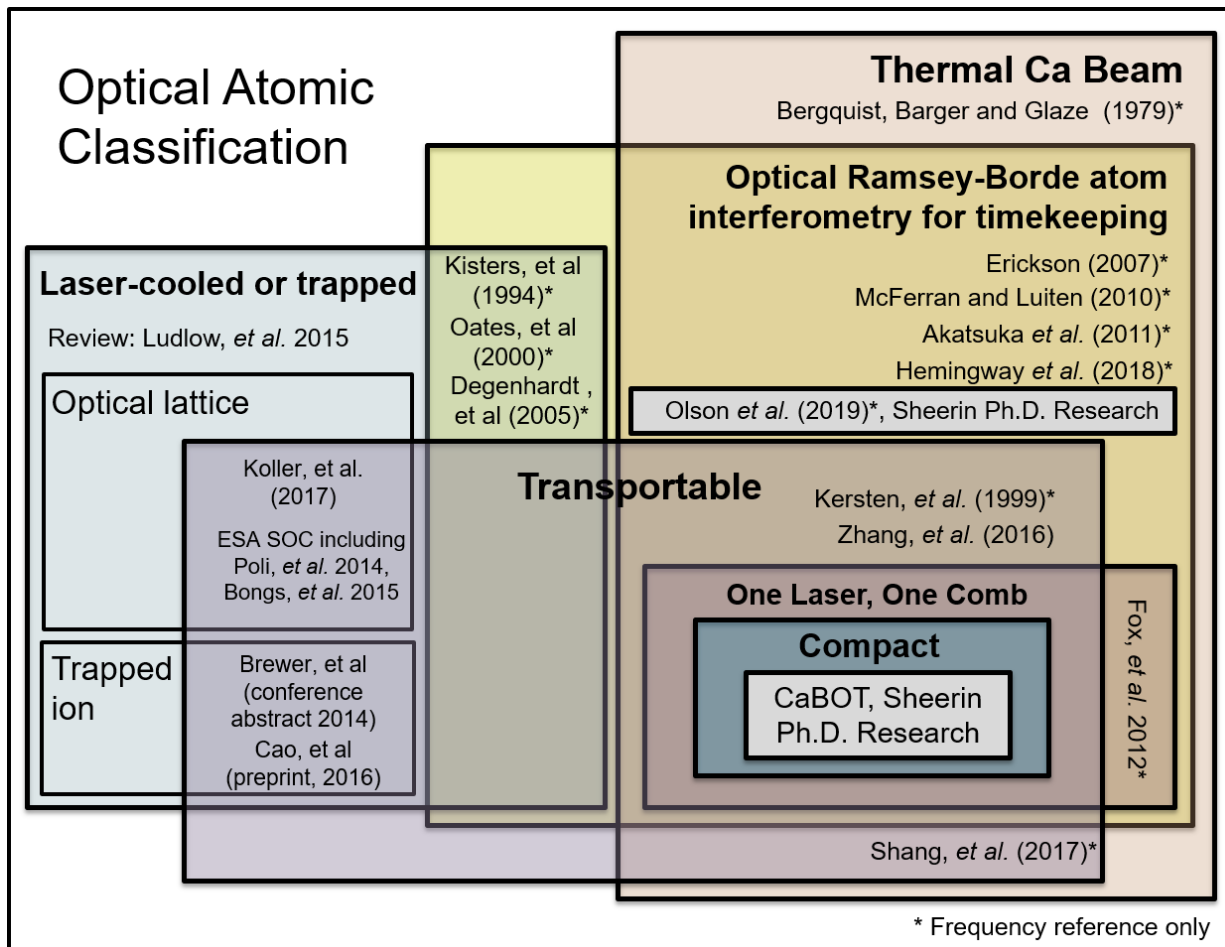 Optical Atomic
Classification
Thermal Ca Beam
Bergquist, Barger and Glaze (1979)*
Optical Ramsey-Borde atom
interferometry for timekeeping
Erickson (2007)*
McFerran and Luiten (2010)*
Akatsuka et al. (2011)*
Hemingway et al. (2018)*
Olson et al. (2019)*, Sheerin Ph.D. Research
Laser-cooled or trapped
Review: Ludlow, et al. 2015
Kisters, et al
(1994)*
Oates, et al
(2000)*
Degenhardt ,
et al (2005)*
Optical lattice
Koller, et al.
(2017)
ESA SOC including
Poli, et al. 2014,
Bongs, et al. 2015
Trapped
ion
Brewer, et al
(conference
abstract 2014)
Cao, et al
(preprint, 2016)
Transportable
Kersten, et al. (1999)*
Zhang, et al. (2016)
One Laser, One Comb
Compact
CaBOT, Sheerin
Ph.D. Research
Fox, et al. 2012*
Shang, et al. (2017)*
* Frequency reference only